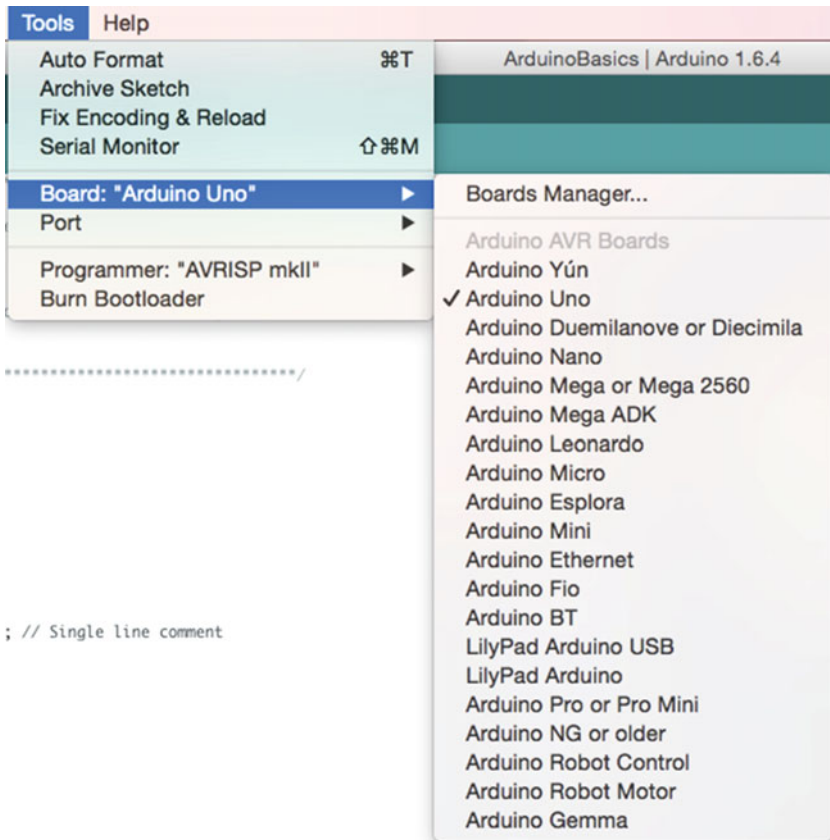 Tools Help
Auto Format ⌘T
Archive Sketch
Fix Encoding & Reload
Serial Monitor ⇧⌘M
Board: "Arduino Uno" ▶
Port ▶
Programmer: "AVRISP mkII" ▶
Burn Bootloader
ArduinoBasics | Arduino 1.6.4
Boards Manager...
Arduino AVR Boards
Arduino Yún
✓ Arduino Uno
Arduino Duemilanove or Diecimila
Arduino Nano
Arduino Mega or Mega 2560
Arduino Mega ADK
Arduino Leonardo
Arduino Micro
Arduino Esplora
Arduino Mini
Arduino Ethernet
Arduino Fio
Arduino BT
LilyPad Arduino USB
LilyPad Arduino
Arduino Pro or Pro Mini
Arduino NG or older
Arduino Robot Control
Arduino Robot Motor
Arduino Gemma
********************************/
; // Single line comment